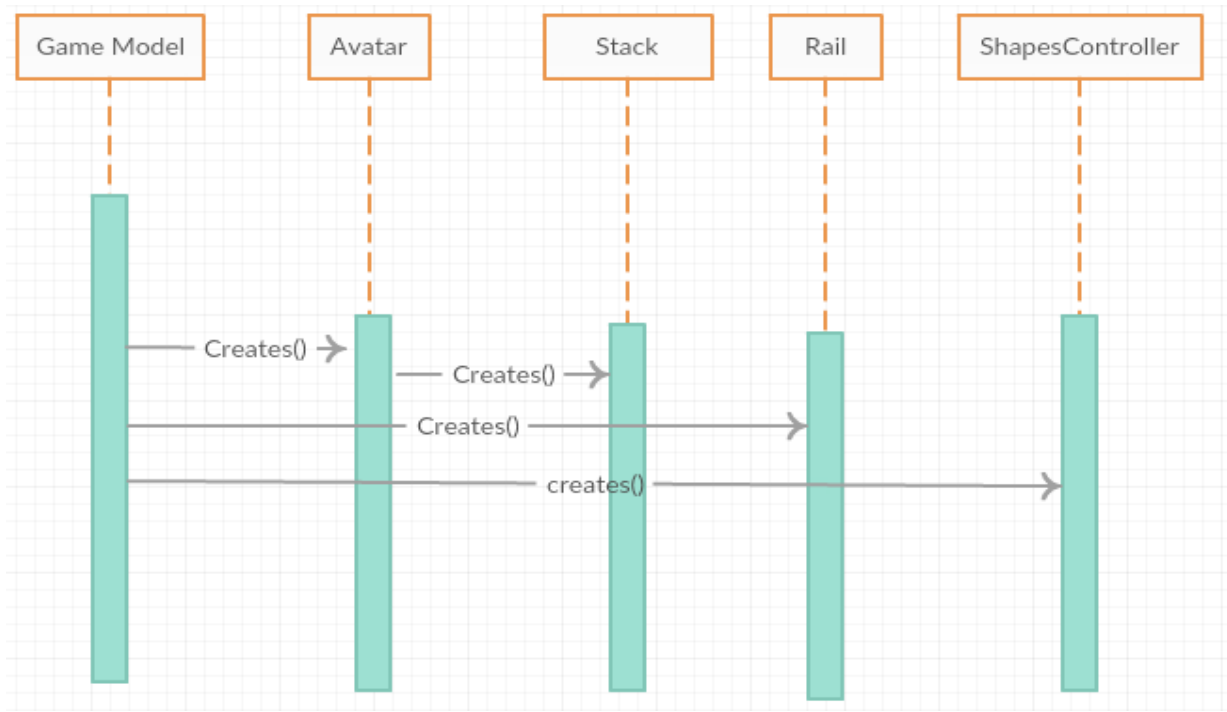 Game Model
Avatar
Stack
Rail
ShapesController
Creates()
Creates()
Creates()
creates()